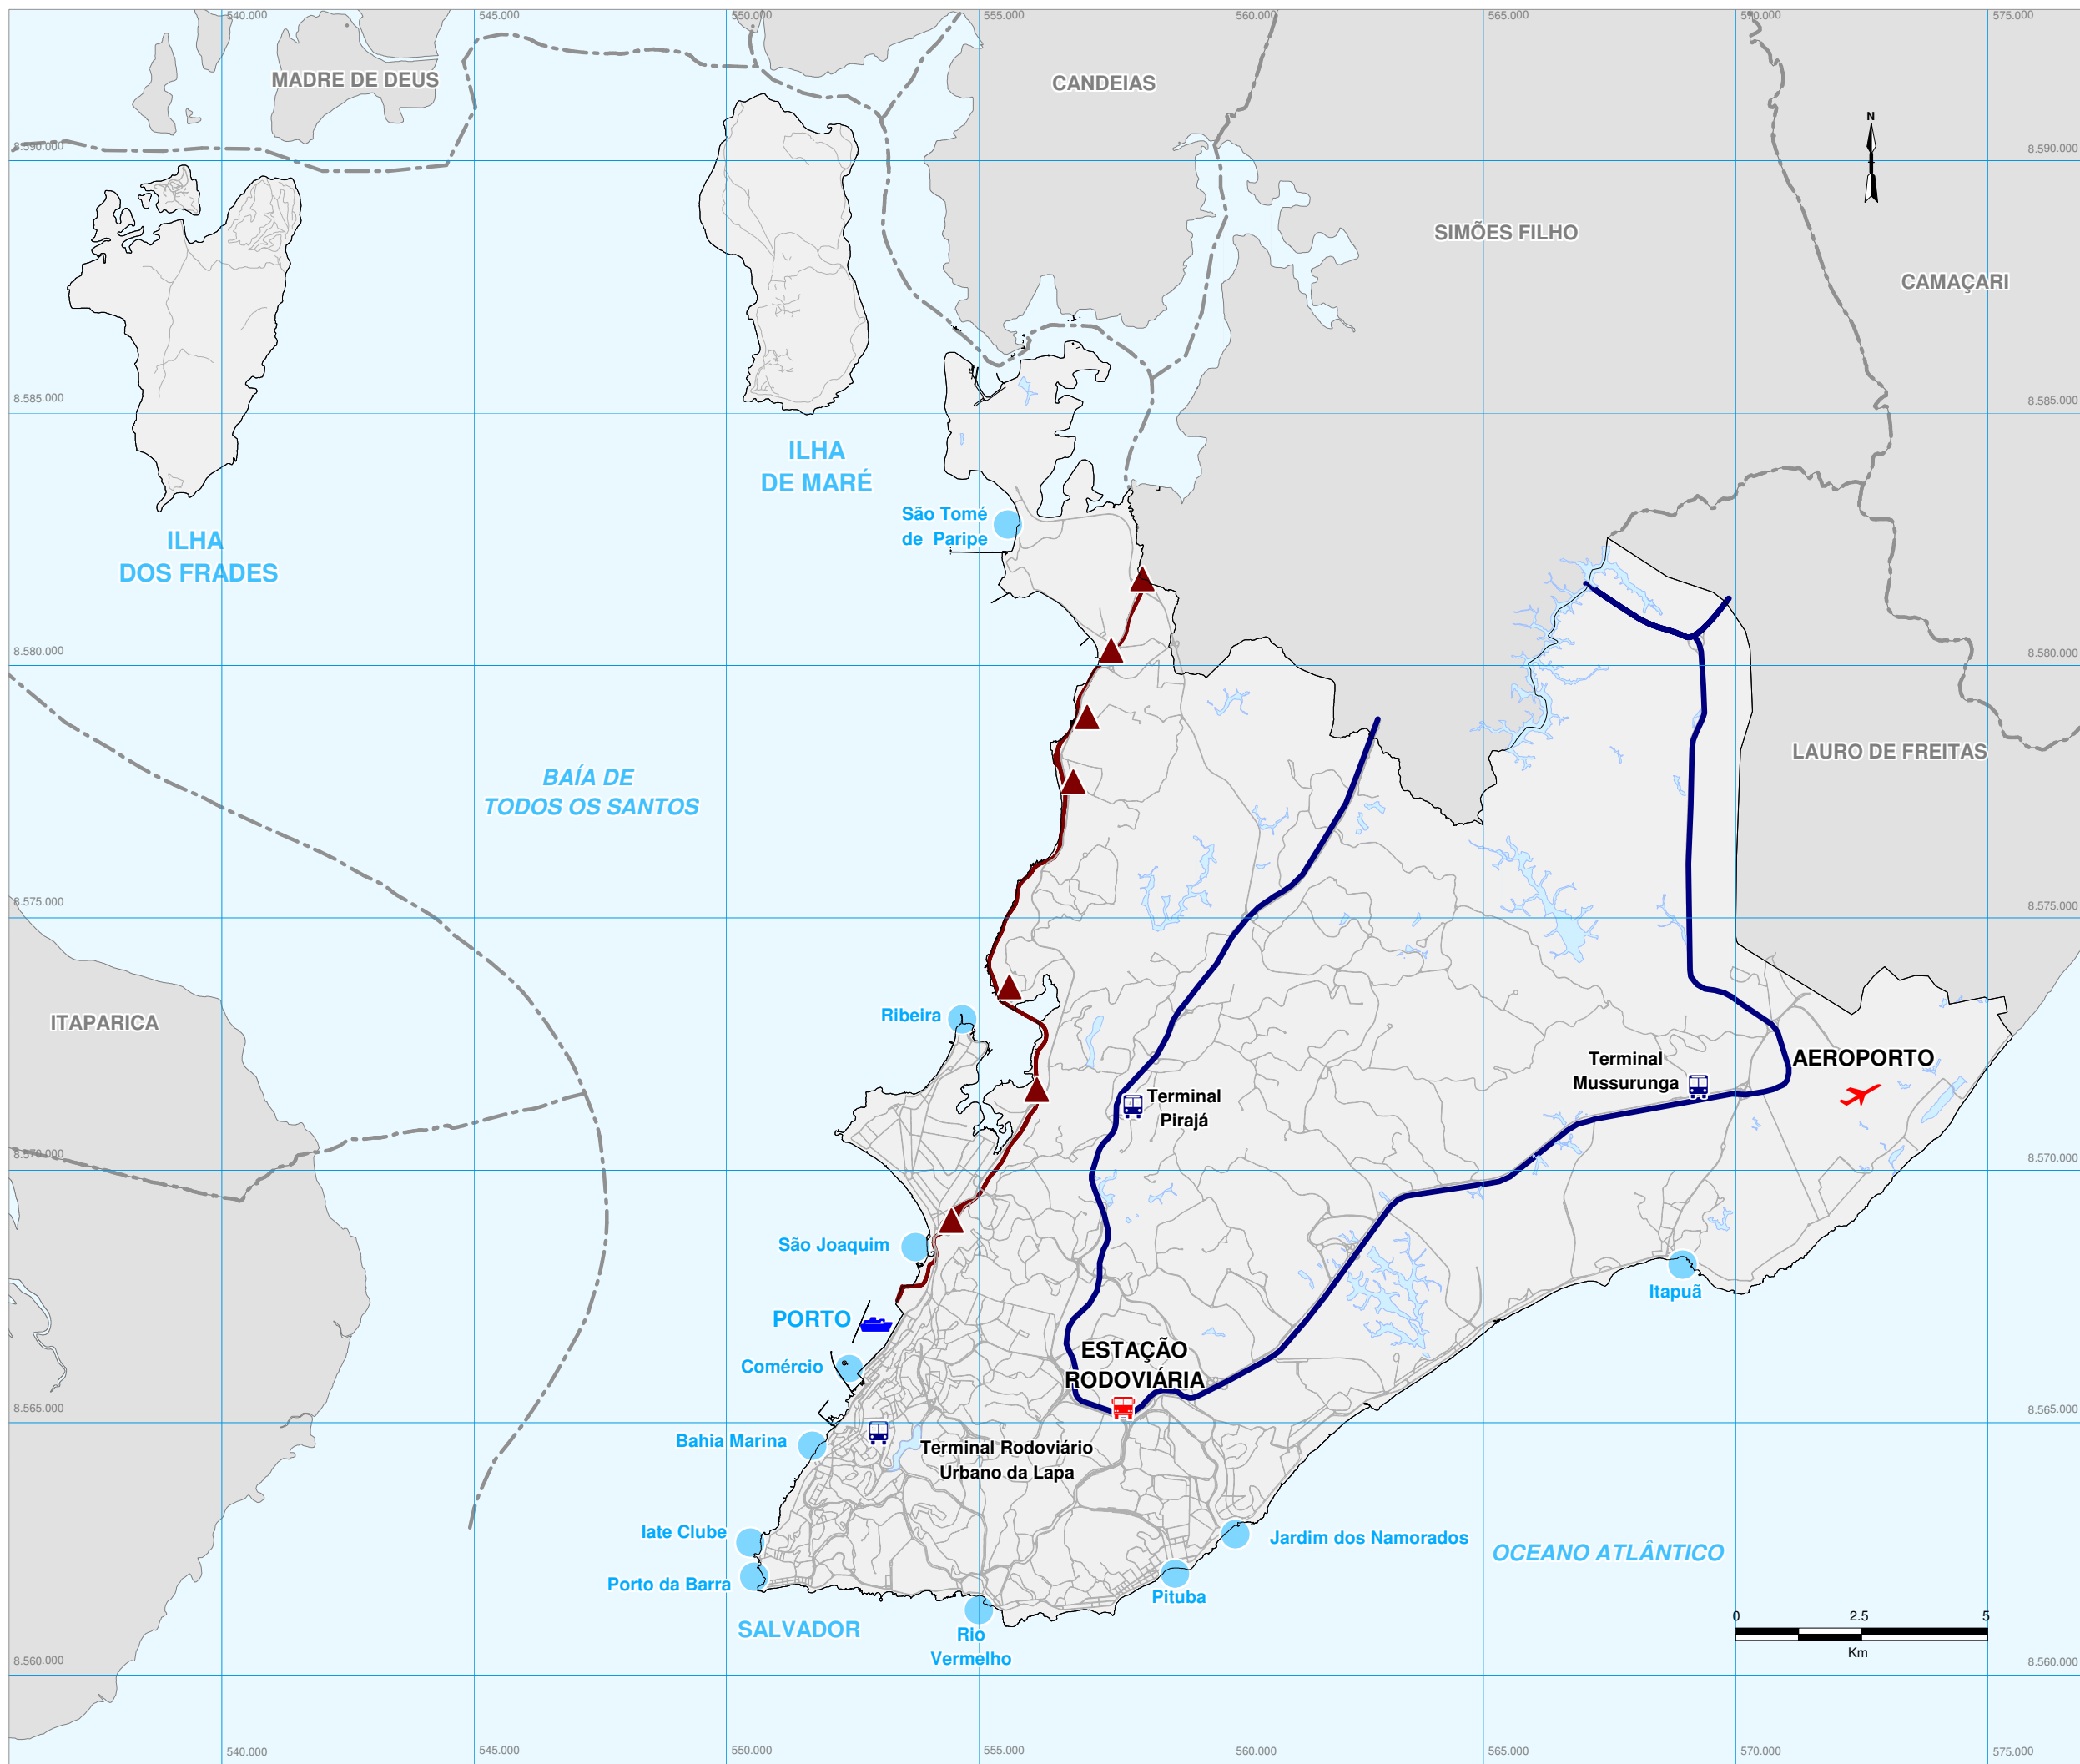 540.000
545.000
550.000
555.000
560.000
565.000
570.000
575.000
MADRE DE DEUS
CANDEIAS
N
8.590.000
8.590.000
SIMÕES FILHO
CAMAÇARI
8.585.000
8.585.000
ILHA
DE MARÉ
São Tomé
de Paripe
ILHA
DOS FRADES
8.580.000
8.580.000
LAURO DE FREITAS
BAÍA DE
TODOS OS SANTOS
8.575.000
8.575.000
ITAPARICA
Ribeira
Terminal
Mussurunga
AEROPORTO
Terminal
Pirajá
8.570.000
8.570.000
São Joaquim
Itapuã
PORTO
Comércio
ESTAÇÃO
RODOVIÁRIA
8.565.000
8.565.000
Bahia Marina
Terminal Rodoviário
Urbano da Lapa
Iate Clube
Jardim dos Namorados
OCEANO ATLÂNTICO
Porto da Barra
Pituba
SALVADOR
Rio
Vermelho
0 2.5 5
Km
8.560.000
8.560.000
540.000
545.000
550.000
555.000
560.000
565.000
570.000
575.000